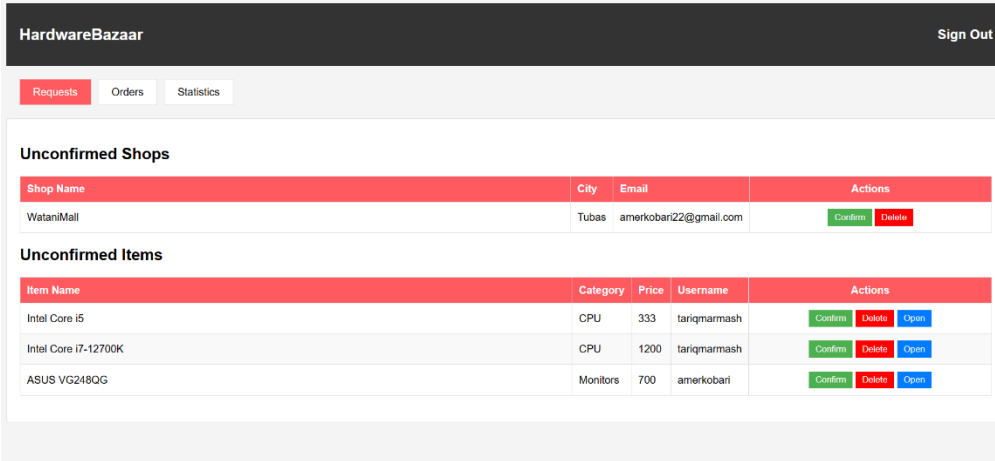 HardwareBazaar Sign Out
Requests Orders Statistics
Unconfirmed Shops
Shop Name City Email Actions
WataniMall Tubas amerkobari22@gmail.com Confirm Delete
Unconfirmed Items
Item Name Category Price Username Actions
Intel Core i5 CPU 333 tariqmarmash Confirm Delete Open
Intel Core i7-12700K CPU 1200 tariqmarmash Confirm Delete Open
ASUS VG248QG Monitors 700 amerkobari Confirm Delete Open